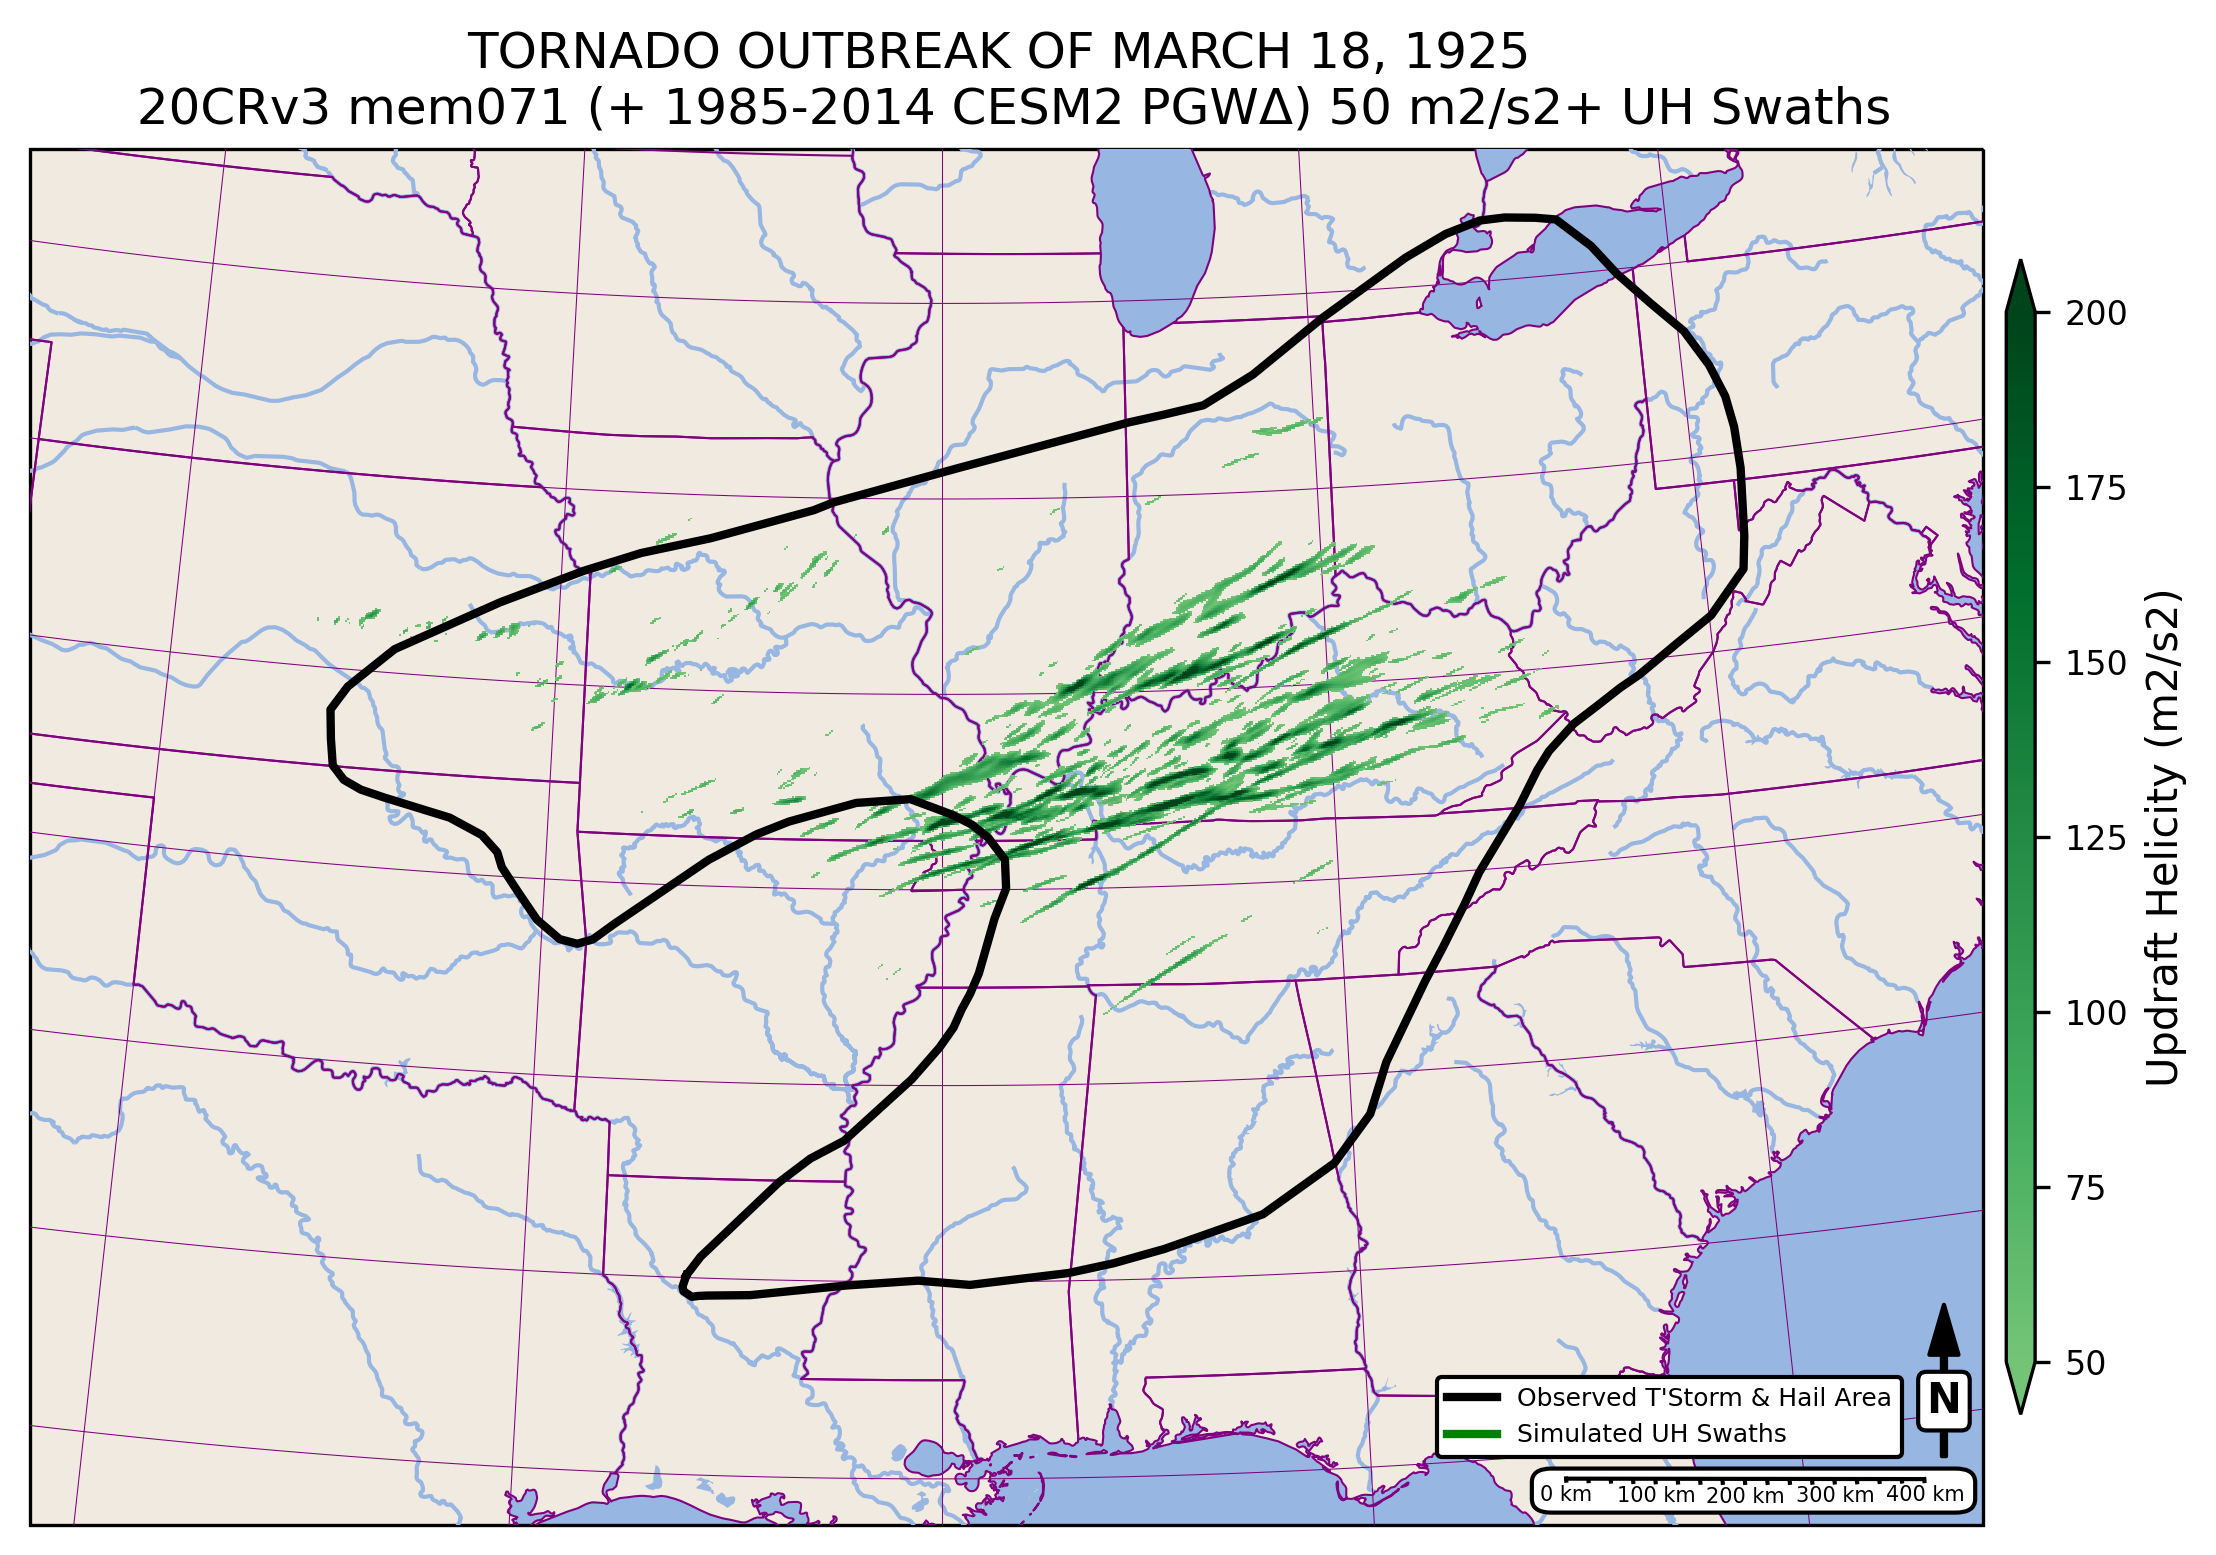 TORNADO OUTBREAK OF MARCH 18, 1925
20CRv3 mem071 (+ 1985-2014 CESM2 PGWΔ) 50 m2/s2+ UH Swaths
200
175
150
125
100
75
50
Updraft Helicity (m2/s2)
Observed T'Storm & Hail Area
Simulated UH Swaths
N
0 km 100 km 200 km 300 km 400 km